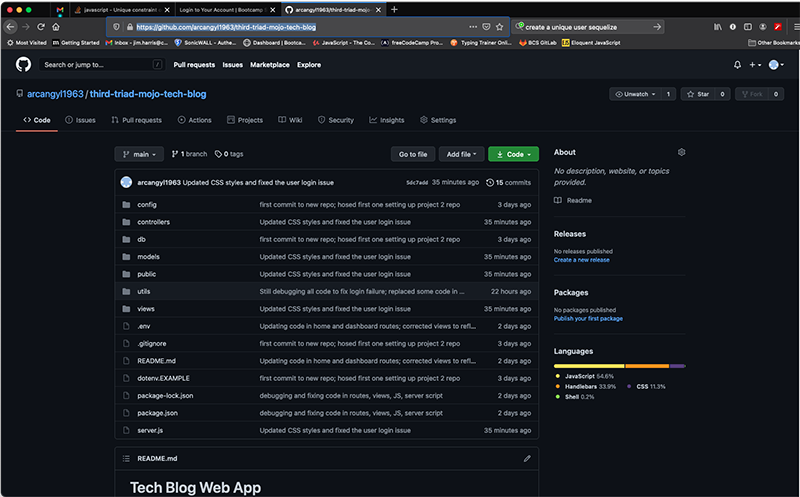 javascript - Unique constraint
Login to Your Account | Bootcamp
arcangyl1963/third-triad-mojo-
https://github.com/arcangyl1963/third-triad-mojo-tech-blog
create a unique user sequelize
Most Visited
Getting Started
Inbox - jim.harris@c...
SonicWALL - Authe...
Dashboard | Bootca...
JavaScript - The Co...
freeCodeCamp Pro...
Typing Trainer Onlin...
BCS GitLab
Eloquent JavaScript
Other Bookmarks
Search or jump to...
/
Pull requests
Issues
Marketplace
Explore
arcangyl1963 / third-triad-mojo-tech-blog
Unwatch
1
Star
0
Fork
0
Code
Issues
Pull requests
Actions
Projects
Wiki
Security
Insights
Settings
main
1 branch
0 tags
Go to file
Add file
Code
arcangyl1963 Updated CSS styles and fixed the user login issue
35 minutes ago
15 commits
config
first commit to new repo; hosed first one setting up project 2 repo
3 days ago
controllers
Updated CSS styles and fixed the user login issue
35 minutes ago
db
first commit to new repo; hosed first one setting up project 2 repo
3 days ago
models
Updated CSS styles and fixed the user login issue
35 minutes ago
public
Updated CSS styles and fixed the user login issue
35 minutes ago
utils
Still debugging all code to fix login failure; replaced some code in ...
22 hours ago
views
Updated CSS styles and fixed the user login issue
35 minutes ago
.env
Updating code in home and dashboard routes; corrected views to refl...
2 days ago
.gitignore
first commit to new repo; hosed first one setting up project 2 repo
3 days ago
README.md
Updating code in home and dashboard routes; corrected views to refl...
2 days ago
dotenv.EXAMPLE
first commit to new repo; hosed first one setting up project 2 repo
3 days ago
package-lock.json
debugging and fixing code in routes, views, JS, server script
2 days ago
package.json
debugging and fixing code in routes, views, JS, server script
2 days ago
server.js
Updated CSS styles and fixed the user login issue
35 minutes ago
README.md
Tech Blog Web App
About
No description, website, or topics
provided.
Readme
Releases
No releases published
Create a new release
Packages
No packages published
Publish your first package
Languages
JavaScript 54.6%
Handlebars 33.9%
CSS 11.3%
Shell 0.2%